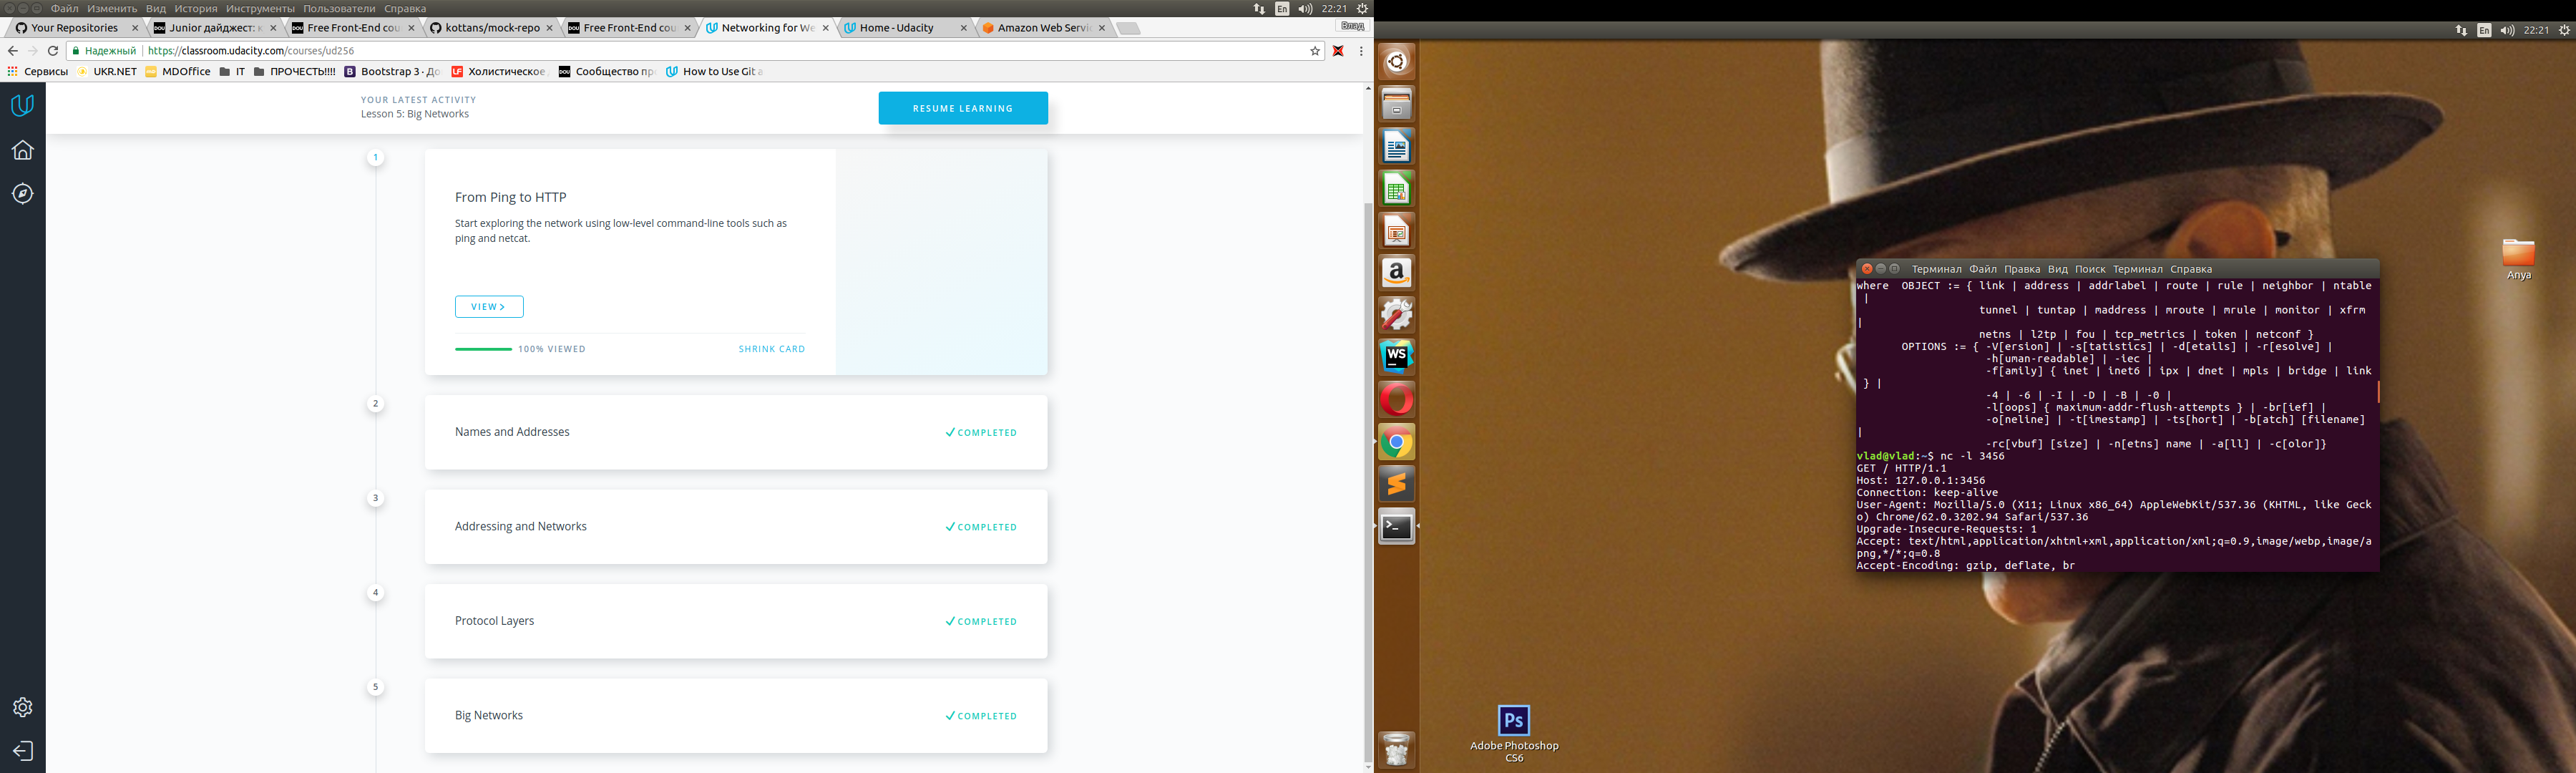 Файл Изменить Вид История Инструменты Пользователи Справка
En 22:21
Your Repositories
Junior дайджест: к
Free Front-End cou
kottans/mock-repo
Free Front-End cou
Networking for We
Home - Udacity
Amazon Web Servic
Влад
Надежный https://classroom.udacity.com/courses/ud256
Сервисы UKR.NET MDOffice IT ПРОЧЕСТЬ!!!! Bootstrap 3 · До Холистическое Сообщество пр How to Use Git a
YOUR LATEST ACTIVITY
Lesson 5: Big Networks
RESUME LEARNING
1
From Ping to HTTP
Start exploring the network using low-level command-line tools such as
ping and netcat.
VIEW >
100% VIEWED
SHRINK CARD
2
Names and Addresses
COMPLETED
3
Addressing and Networks
COMPLETED
4
Protocol Layers
COMPLETED
5
Big Networks
COMPLETED
En 22:21
WS
Anya
Терминал Файл Правка Вид Поиск Терминал Справка
where OBJECT := { link | address | addrlabel | route | rule | neighbor | ntable
|
tunnel | tuntap | maddress | mroute | mrule | monitor | xfrm
|
netns | l2tp | fou | tcp_metrics | token | netconf }
OPTIONS := { -V[ersion] | -s[tatistics] | -d[etails] | -r[esolve] |
-h[uman-readable] | -iec |
-f[amily] { inet | inet6 | ipx | dnet | mpls | bridge | link
} |
-4 | -6 | -I | -D | -B | -0 |
-l[oops] { maximum-addr-flush-attempts } | -br[ief] |
-o[neline] | -t[imestamp] | -ts[hort] | -b[atch] [filename]
|
-rc[vbuf] [size] | -n[etns] name | -a[ll] | -c[olor]}
vlad@vlad:~$ nc -l 3456
GET / HTTP/1.1
Host: 127.0.0.1:3456
Connection: keep-alive
User-Agent: Mozilla/5.0 (X11; Linux x86_64) AppleWebKit/537.36 (KHTML, like Geck
o) Chrome/62.0.3202.94 Safari/537.36
Upgrade-Insecure-Requests: 1
Accept: text/html,application/xhtml+xml,application/xml;q=0.9,image/webp,image/a
png,*/*;q=0.8
Accept-Encoding: gzip, deflate, br
Ps
Adobe Photoshop
CS6